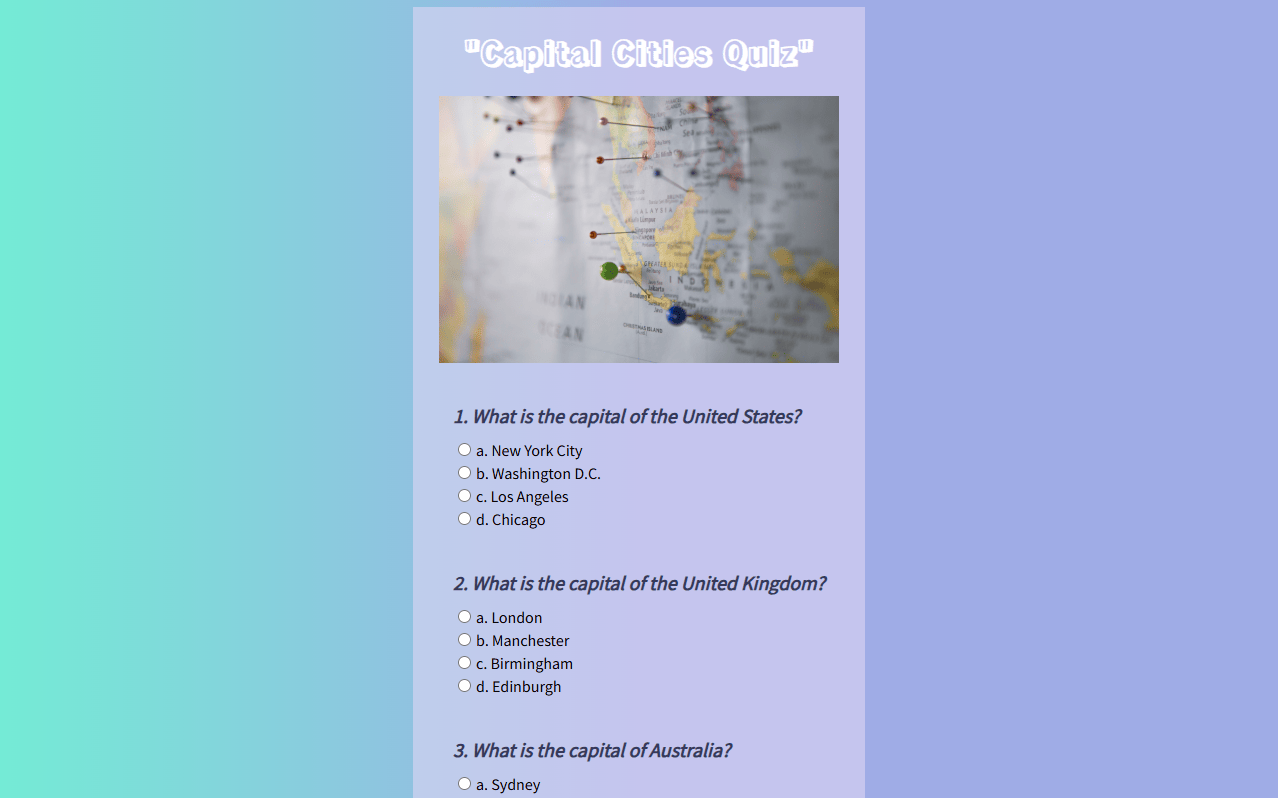 "Capital Cities Quiz"
MALAYSIA
Singapore
INDONESIA
Jakarta
INDIAN
OCEAN
CHRISTMAS ISLAND
1. What is the capital of the United States?
a. New York City
b. Washington D.C.
c. Los Angeles
d. Chicago
2. What is the capital of the United Kingdom?
a. London
b. Manchester
c. Birmingham
d. Edinburgh
3. What is the capital of Australia?
a. Sydney